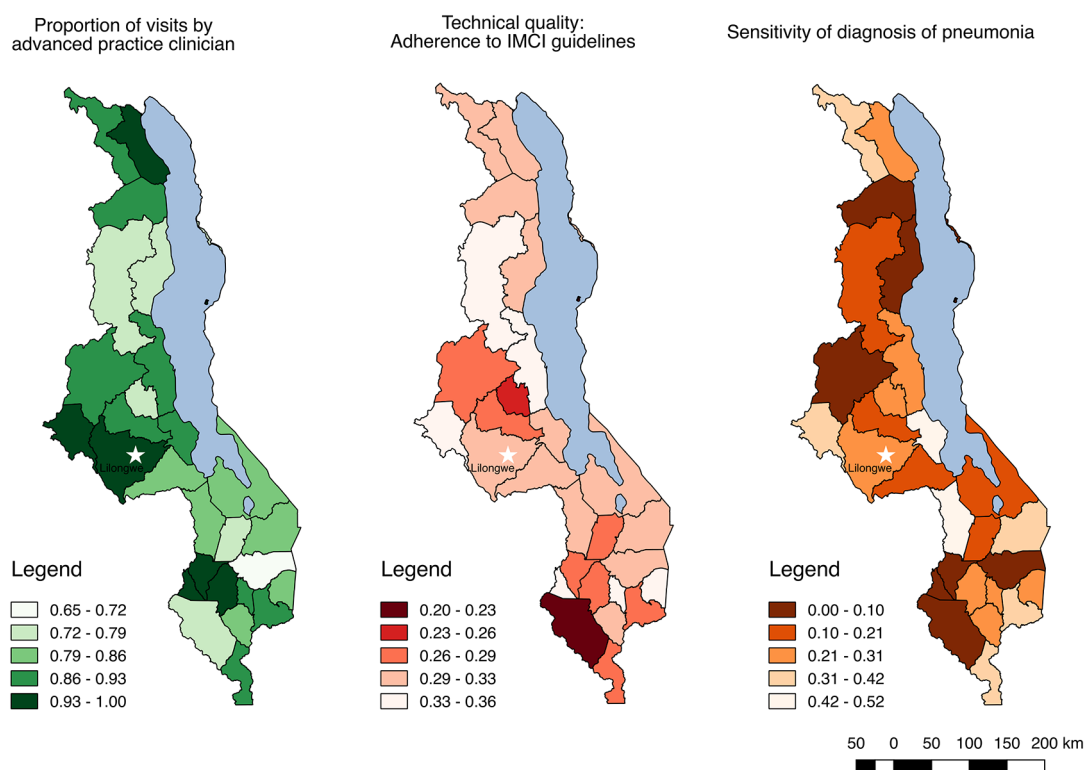 Proportion of visits by
advanced practice clinician
Technical quality:
Adherence to IMCI guidelines
Sensitivity of diagnosis of pneumonia
Lilongwe
Lilongwe
Lilongwe
Legend
0.65 - 0.72
0.72 - 0.79
0.79 - 0.86
0.86 - 0.93
0.93 - 1.00
Legend
0.20 - 0.23
0.23 - 0.26
0.26 - 0.29
0.29 - 0.33
0.33 - 0.36
Legend
0.00 - 0.10
0.10 - 0.21
0.21 - 0.31
0.31 - 0.42
0.42 - 0.52
50 0 50 100 150 200 km